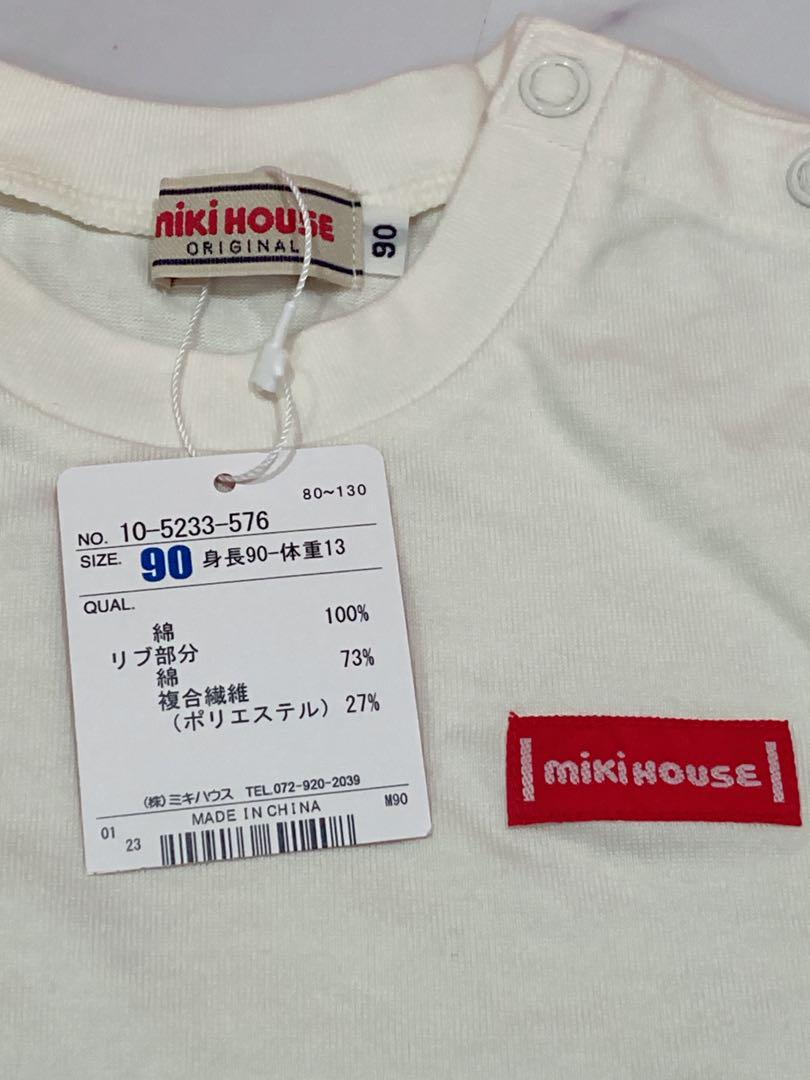 miki HOUSE
ORIGINAL
90
80~130
NO. 10-5233-576
SIZE. 90 身長90-体重13
QUAL.
綿 100%
リブ部分
綿 73%
複合繊維
(ポリエステル) 27%
(株)ミキハウス TEL.072-920-2039
MADE IN CHINA M90
01
23
miki HOUSE